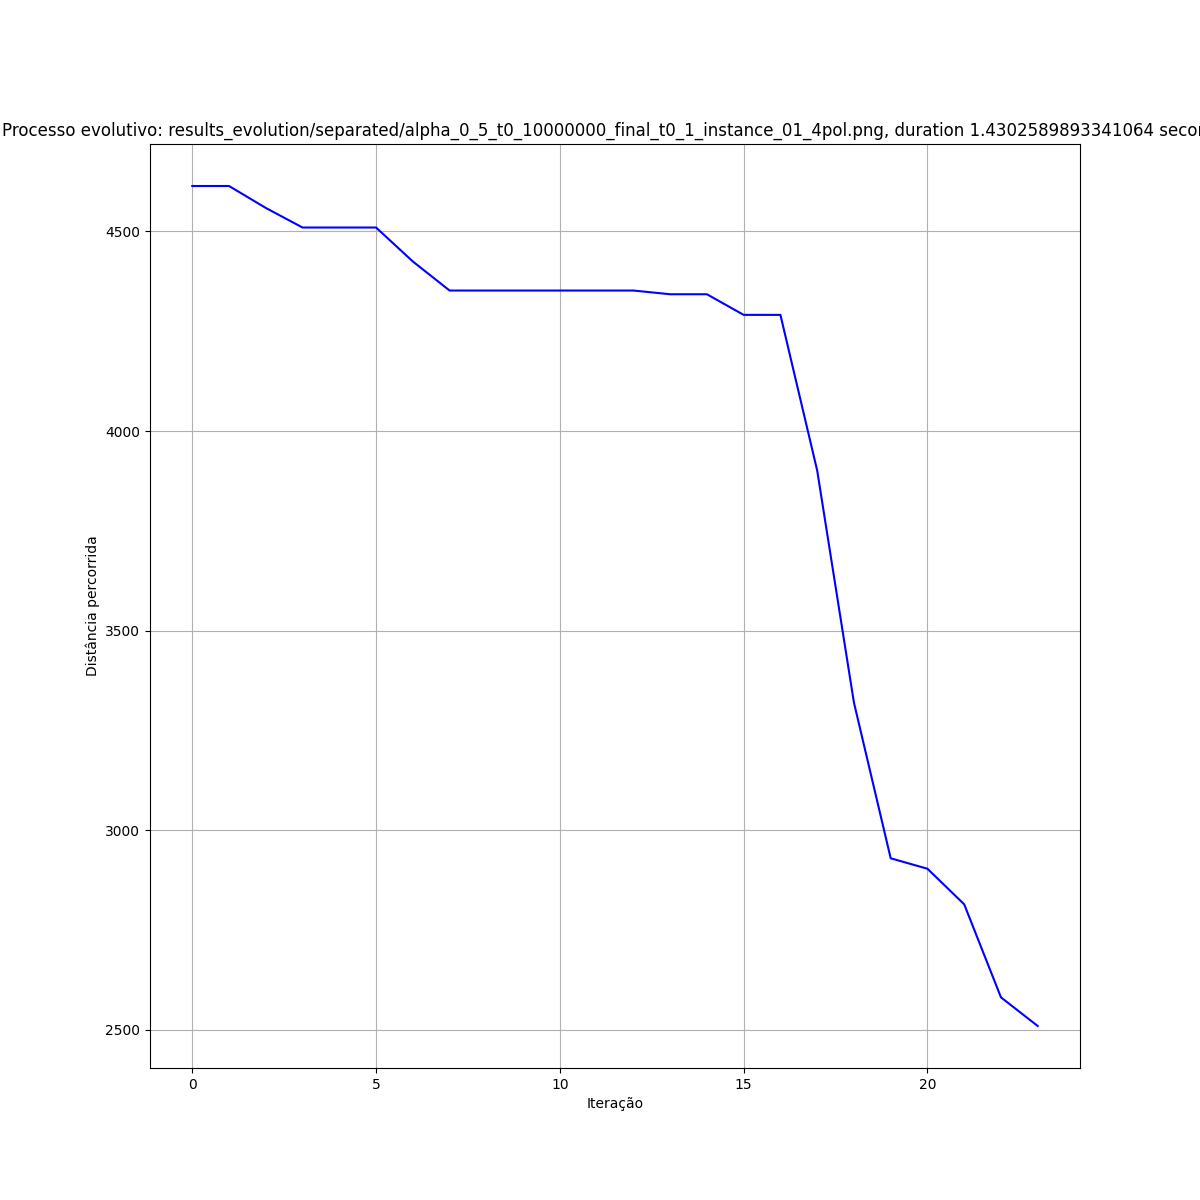 Processo evolutivo: results_evolution/separated/alpha_0_5_t0_10000000_final_t0_1_instance_01_4pol.png, duration 1.4302589893341064 secon
4500
4000
3500
3000
2500
Distância percorrida
0 5 10 15 20
Iteração